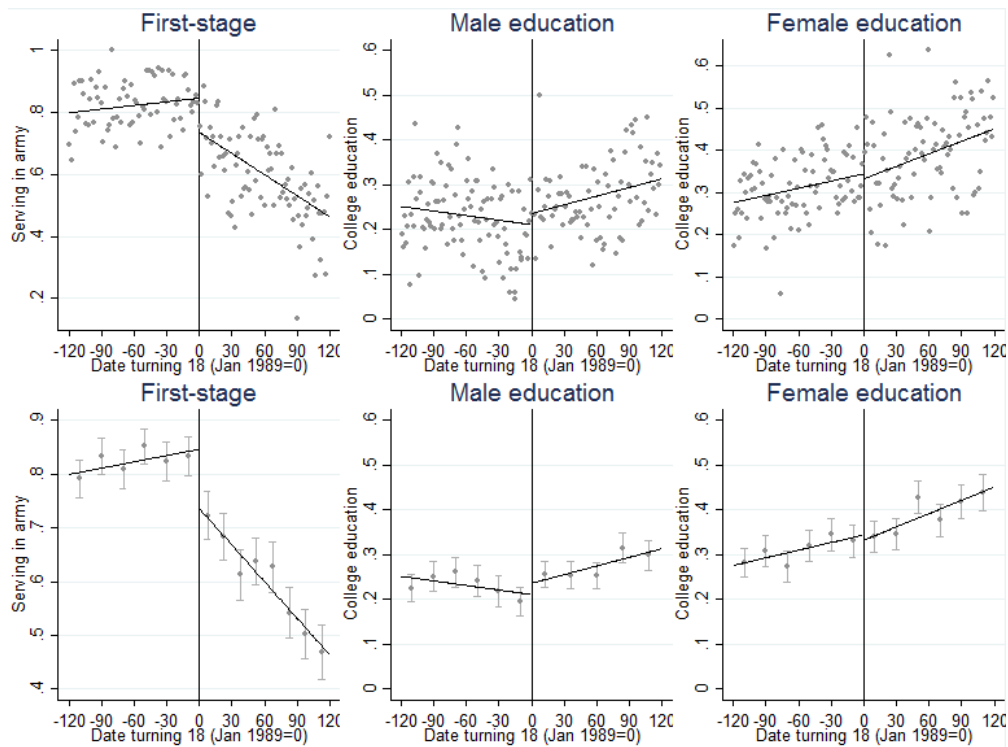 First-stage
Male education
Female education
Serving in army
1
.8
.6
.4
.2
-120 -90 -60 -30 0 30 60 90 120
Date turning 18 (Jan 1989=0)
College education
.6
.5
.4
.3
.2
.1
0
-120 -90 -60 -30 0 30 60 90 120
Date turning 18 (Jan 1989=0)
College education
.6
.5
.4
.3
.2
.1
0
-120 -90 -60 -30 0 30 60 90 120
Date turning 18 (Jan 1989=0)
First-stage
Male education
Female education
Serving in army
.9
.8
.7
.6
.5
.4
-120 -90 -60 -30 0 30 60 90 120
Date turning 18 (Jan 1989=0)
College education
.6
.5
.4
.3
.2
.1
0
-120 -90 -60 -30 0 30 60 90 120
Date turning 18 (Jan 1989=0)
College education
.6
.5
.4
.3
.2
.1
0
-120 -90 -60 -30 0 30 60 90 120
Date turning 18 (Jan 1989=0)